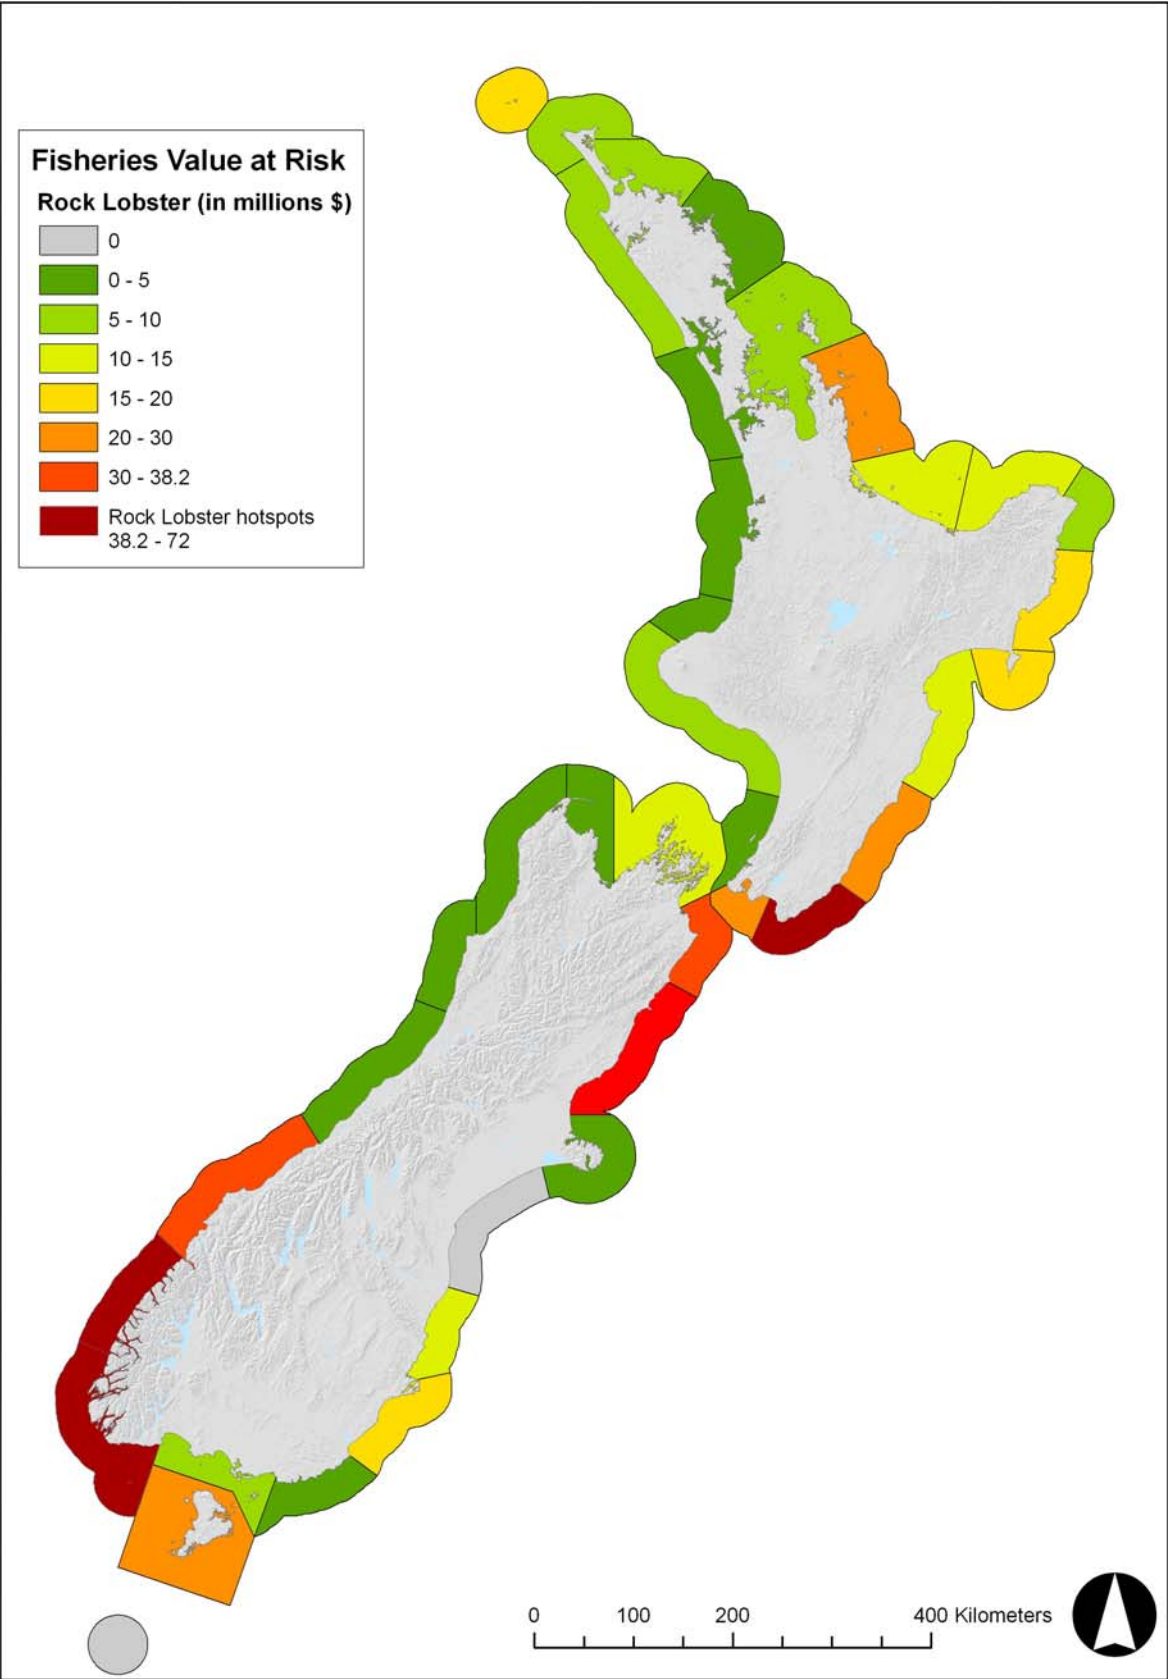 Fisheries Value at Risk
Rock Lobster (in millions $)
0
0 - 5
5 - 10
10 - 15
15 - 20
20 - 30
30 - 38.2
Rock Lobster hotspots
38.2 - 72
0 100 200 400 Kilometers